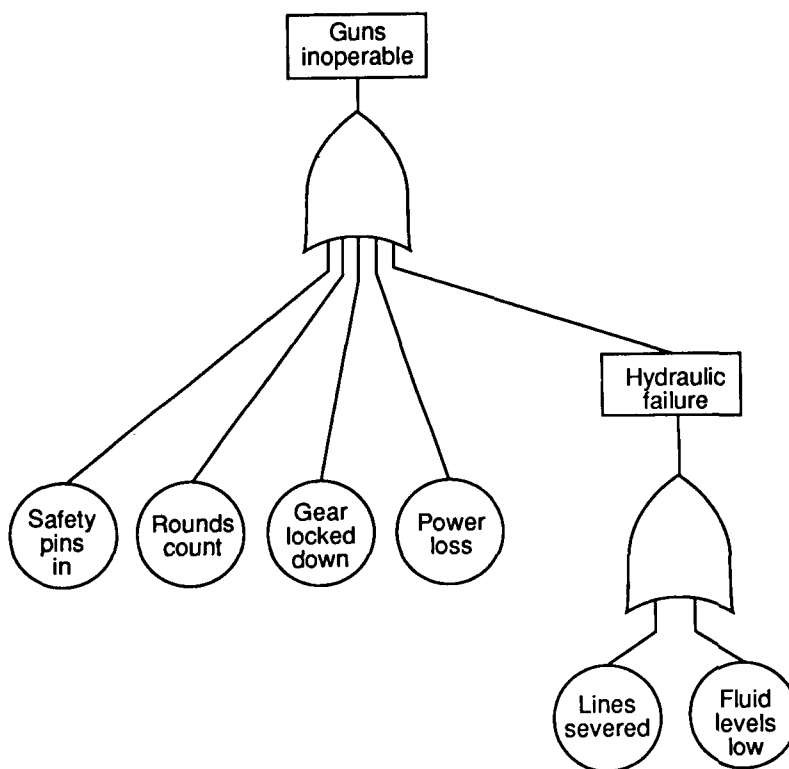 Guns
inoperable
Hydraulic
failure
Safety
pins
in
Rounds
count
Gear
locked
down
Power
loss
Lines
severed
Fluid
levels
low